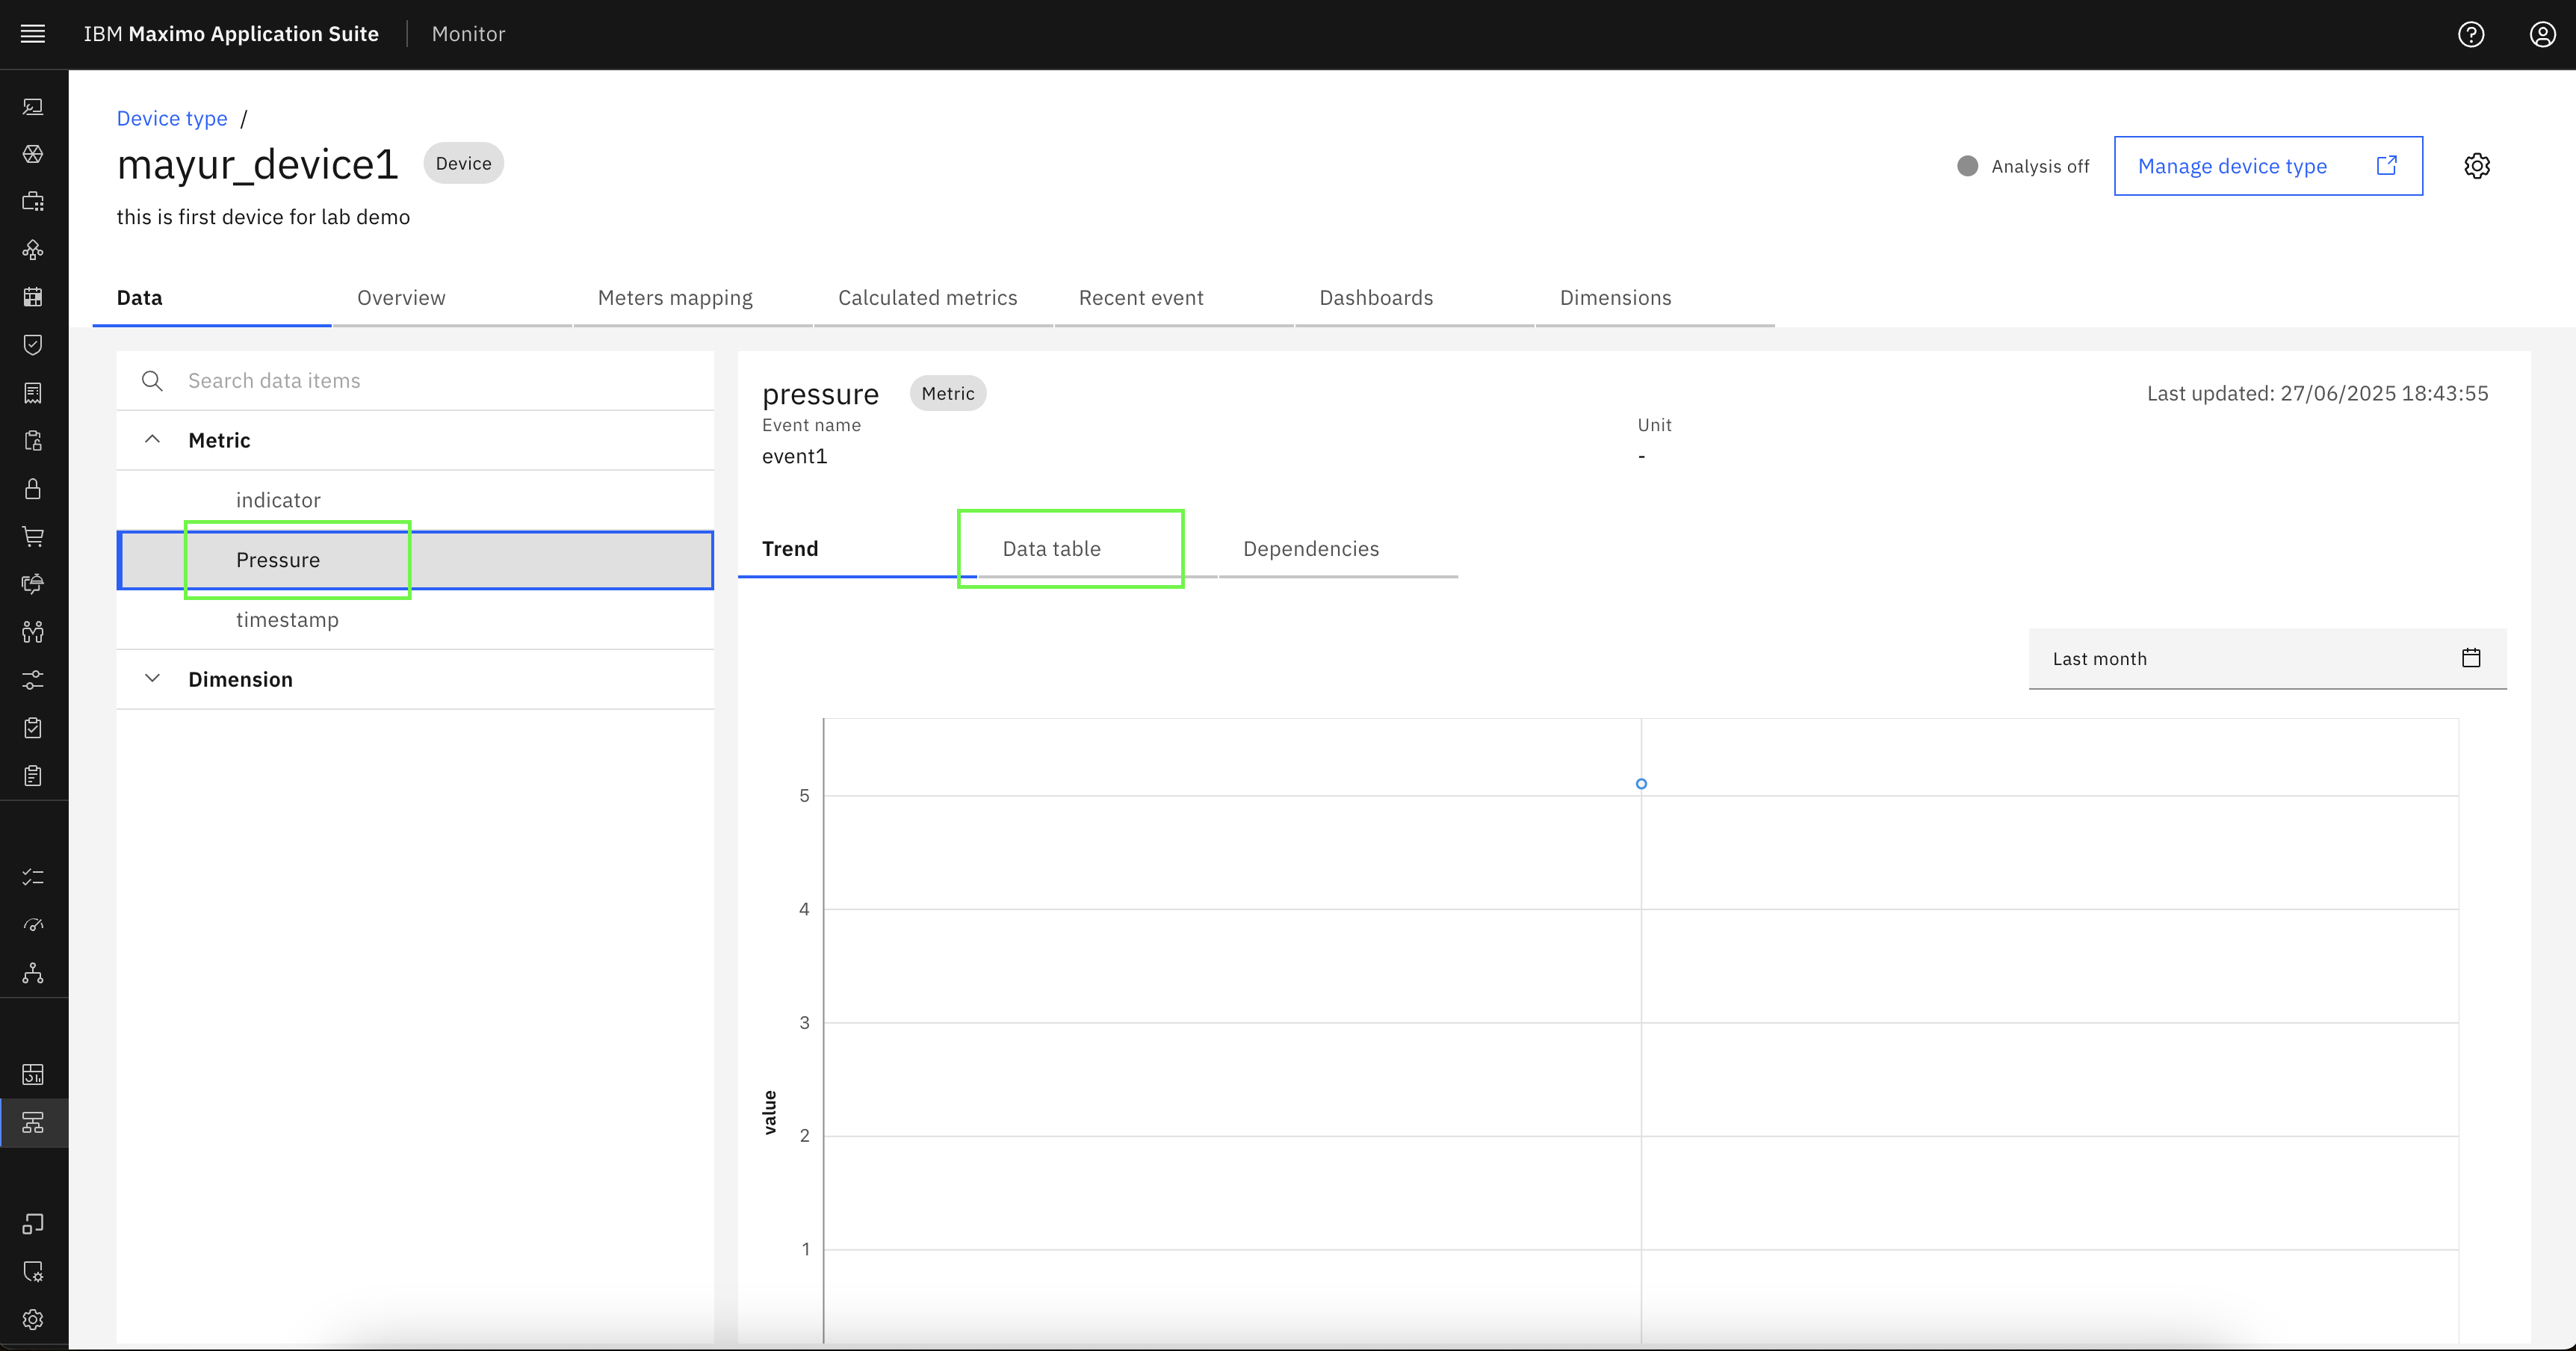 IBM Maximo Application Suite Monitor
Device type /
mayur_device1 Device
this is first device for lab demo
Analysis off
Manage device type
Data Overview Meters mapping Calculated metrics Recent event Dashboards Dimensions
Search data items
Metric
indicator
Pressure
timestamp
Dimension
pressure Metric
Last updated: 27/06/2025 18:43:55
Event name Unit
event1 -
Trend Data table Dependencies
Last month
5
4
3
2
1
value